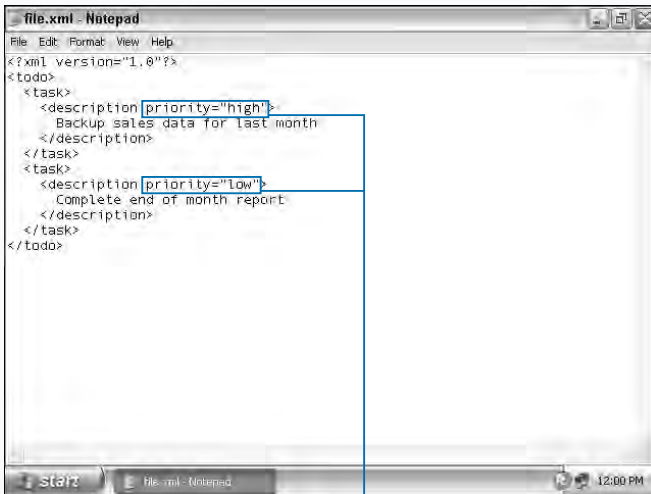 file.xml - Notepad
File Edit Format View Help
<?xml version="1.0"?>
<todo>
<task>
<description priority="high">
Backup sales data for last month
</description>
</task>
<task>
<description priority="low">
Complete end of month report
</description>
</task>
</todo>
start file.xml - Notepad 12:00 PM